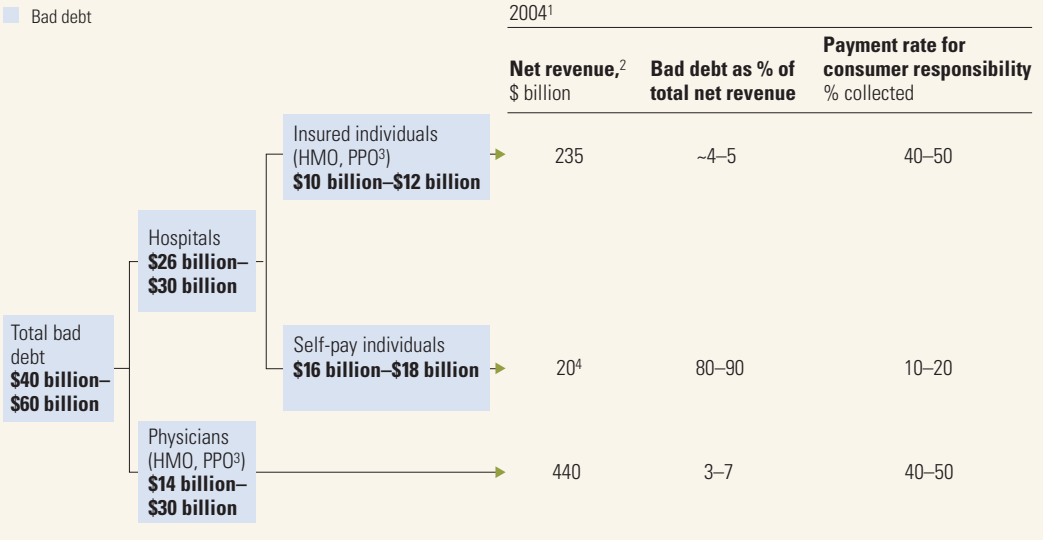 Bad debt
2004¹
Net revenue,²
$ billion
Bad debt as % of
total net revenue
Payment rate for
consumer responsibility
% collected
Insured individuals
(HMO, PPO³)
$10 billion–$12 billion
235
~4–5
40–50
Hospitals
$26 billion–
$30 billion
Total bad
debt
$40 billion–
$60 billion
Self-pay individuals
$16 billion–$18 billion
20⁴
80–90
10–20
Physicians
(HMO, PPO³)
$14 billion–
$30 billion
440
3–7
40–50